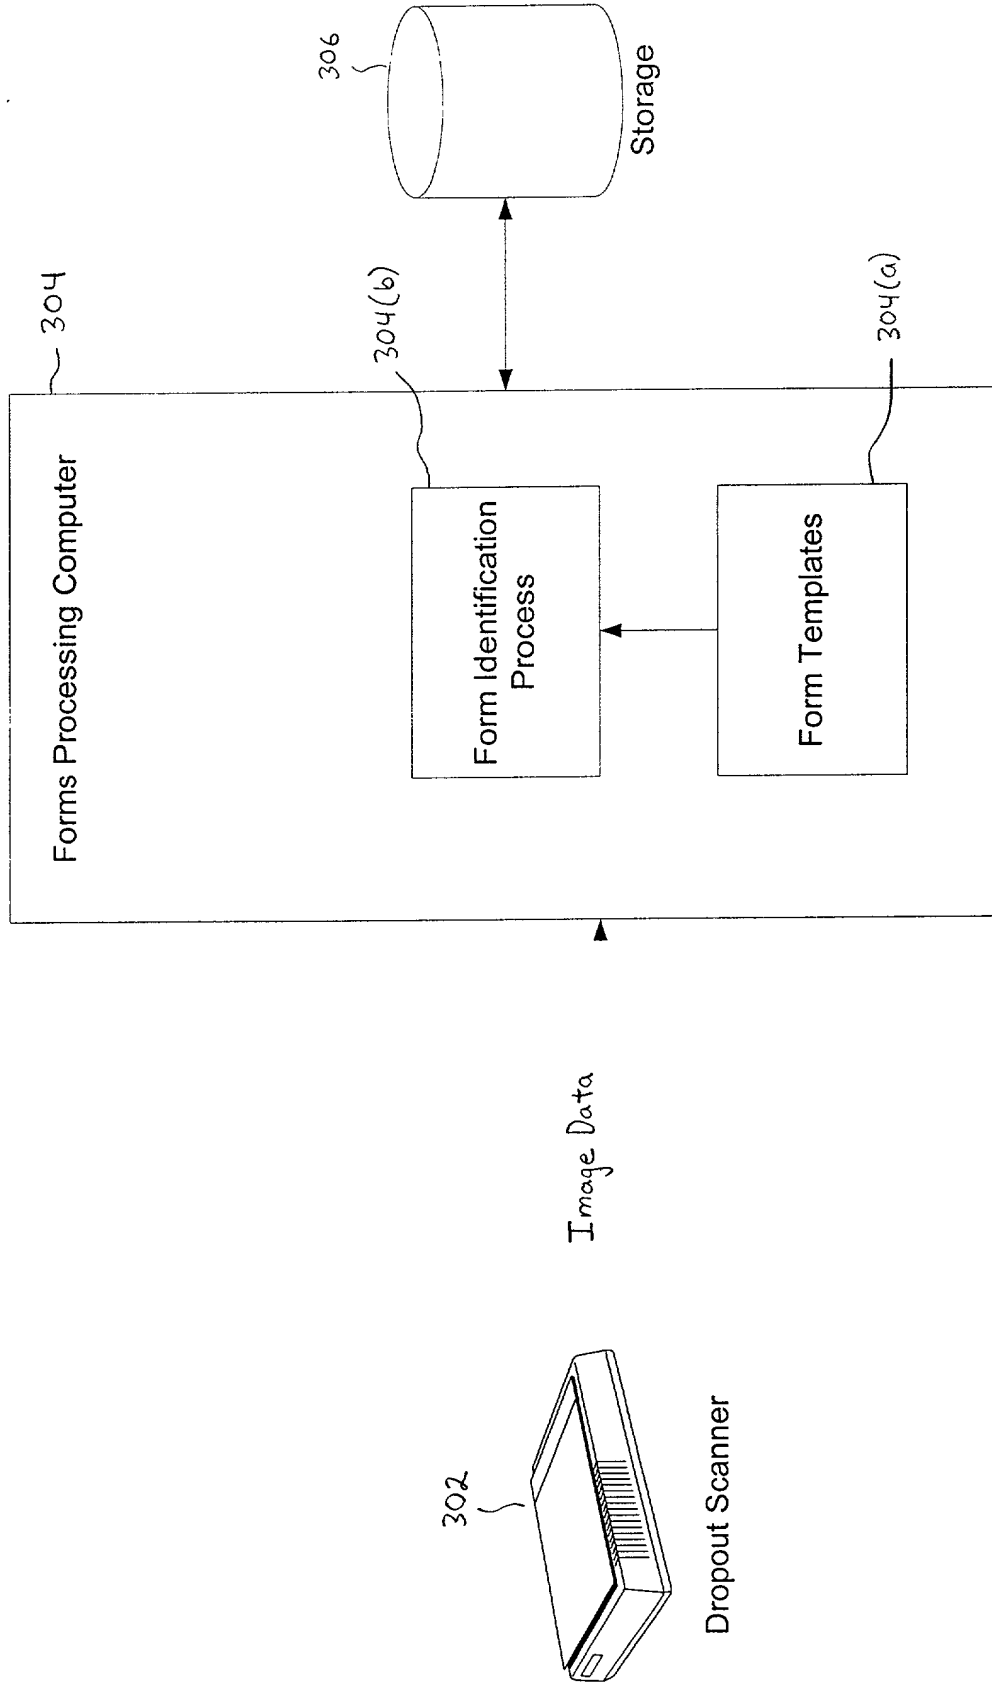 304
Forms Processing Computer
306
304(b)
Form Identification
Process
Storage
302
Image Data
304(a)
Form Templates
Dropout Scanner